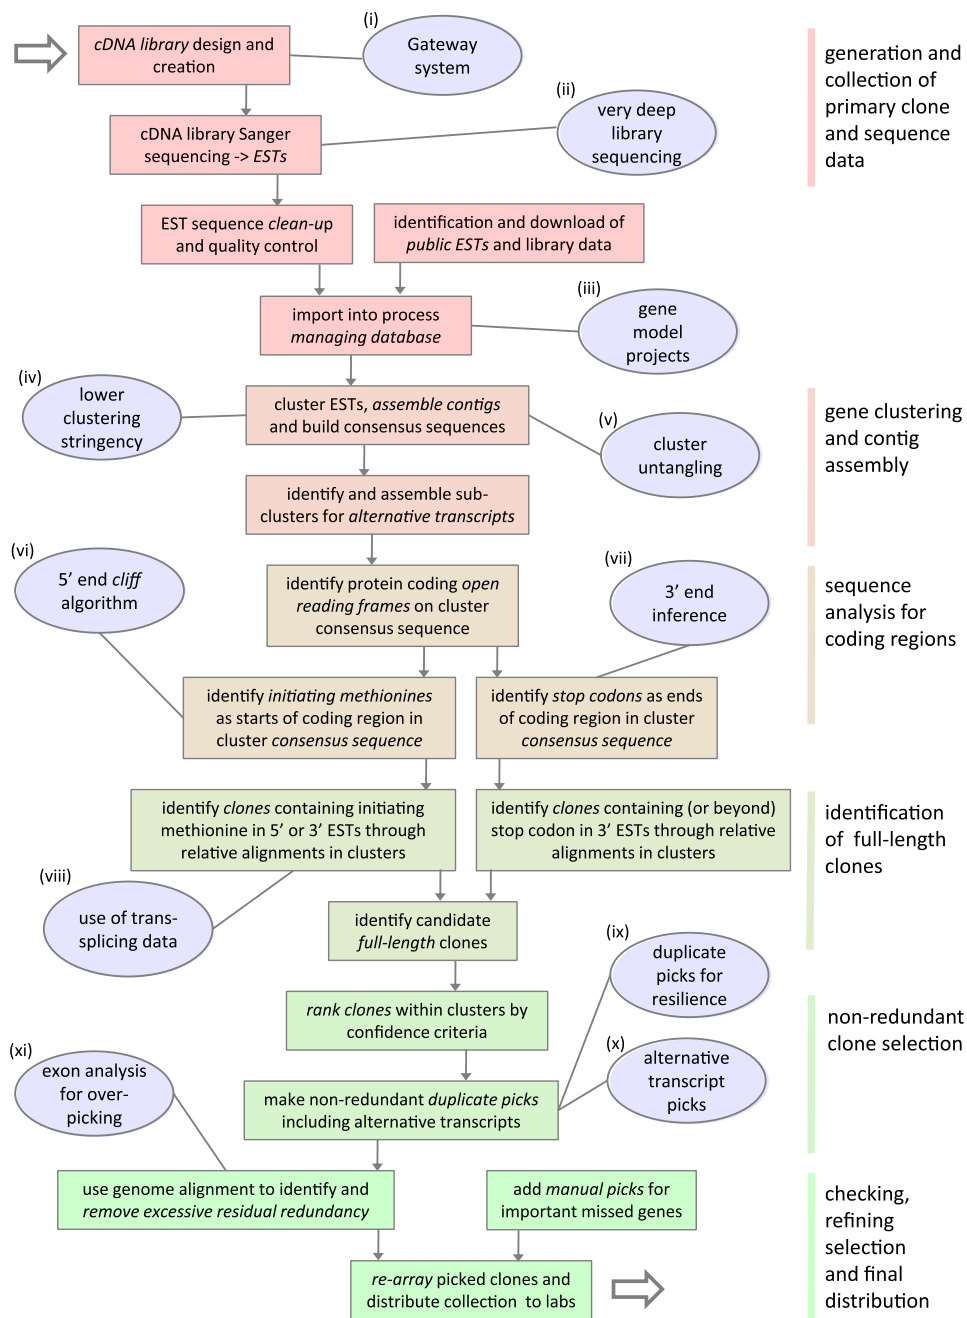 (i)
cDNA library design and
creation
Gateway
system
generation and
collection of
primary clone
and sequence
data
(ii)
cDNA library Sanger
sequencing -> ESTs
very deep
library
sequencing
EST sequence clean-up
and quality control
identification and download of
public ESTs and library data
(iii)
import into process
managing database
gene
model
projects
(iv)
lower
clustering
stringency
cluster ESTs, assemble contigs
and build consensus sequences
(v)
cluster
untangling
gene clustering
and contig
assembly
identify and assemble sub-
clusters for alternative transcripts
(vi)
5’ end cliff
algorithm
identify protein coding open
reading frames on cluster
consensus sequence
(vii)
3’ end
inference
sequence
analysis for
coding regions
identify initiating methionines
as starts of coding region in
cluster consensus sequence
identify stop codons as ends
of coding region in cluster
consensus sequence
identify clones containing initiating
methionine in 5’ or 3’ ESTs through
relative alignments in clusters
identify clones containing (or beyond)
stop codon in 3’ ESTs through relative
alignments in clusters
identification
of full-length
clones
(viii)
use of trans-
splicing data
identify candidate
full-length clones
(ix)
duplicate
picks for
resilience
rank clones within clusters by
confidence criteria
non-redundant
clone selection
(x)
alternative
transcript
picks
(xi)
exon analysis
for over-
picking
make non-redundant duplicate picks
including alternative transcripts
use genome alignment to identify and
remove excessive residual redundancy
add manual picks for
important missed genes
checking,
refining
selection
and final
distribution
re-array picked clones and
distribute collection to labs